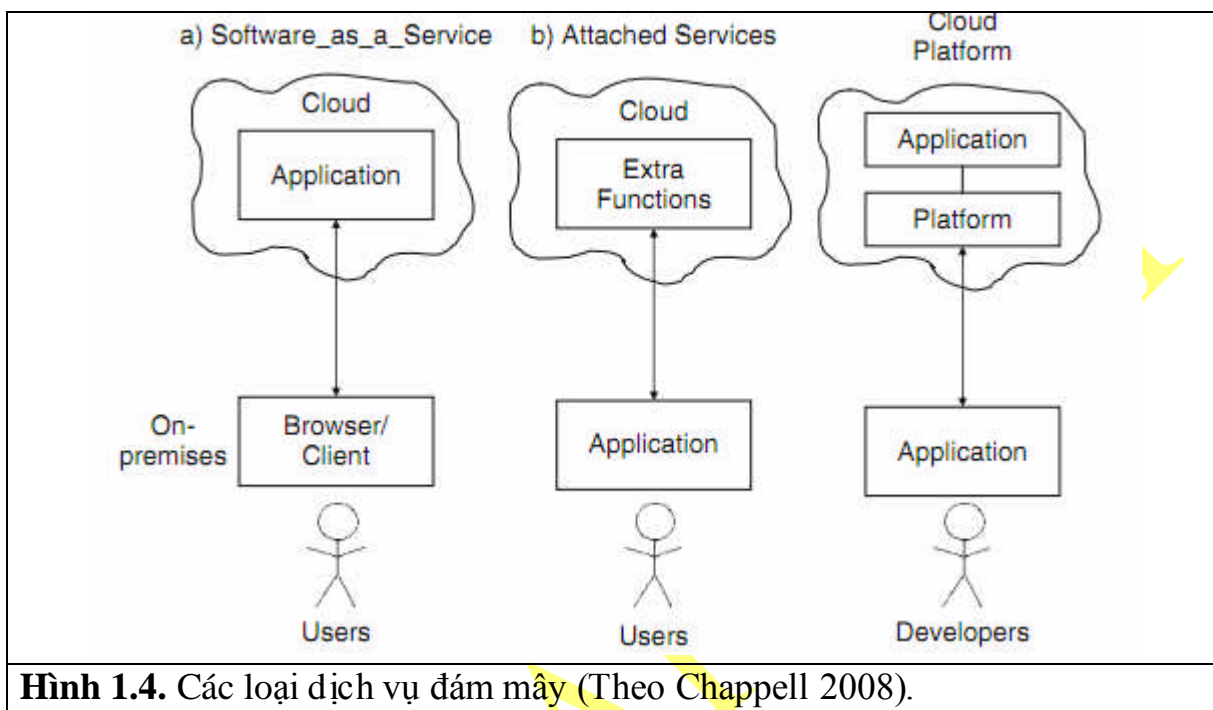 a) Software_as_a_Service
b) Attached Services
Cloud
Platform
Cloud
Application
Cloud
Extra
Functions
Application
Platform
On-
premises
Browser/
Client
Application
Application
Users
Users
Developers
Hình 1.4. Các loại dịch vụ đám mây (Theo Chappell 2008).